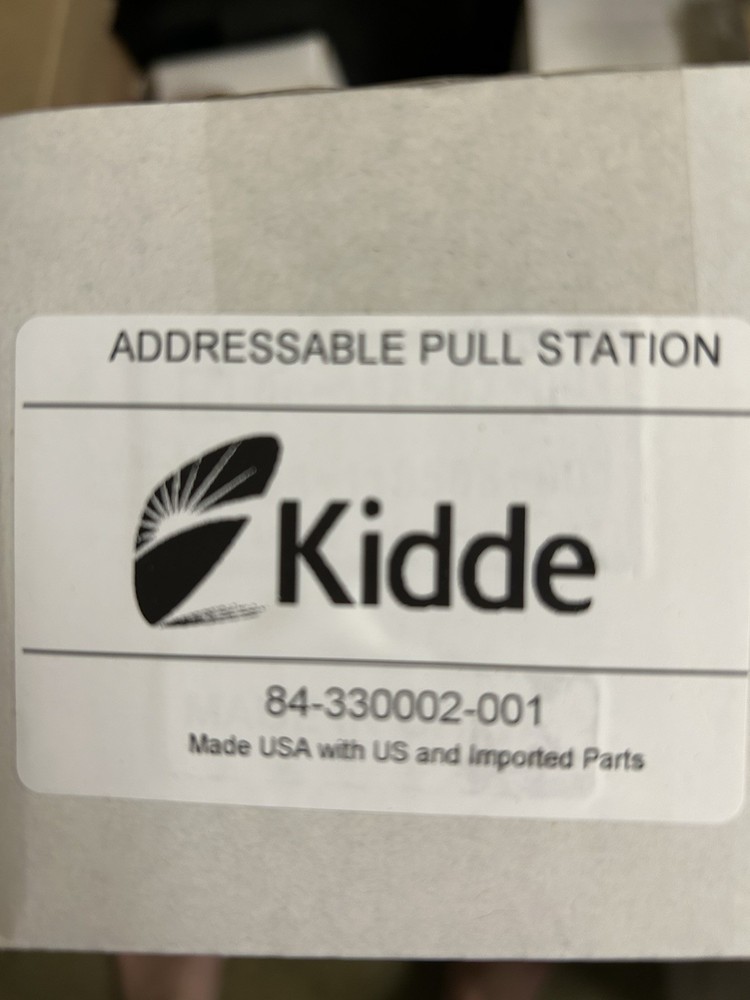 ADDRESSABLE PULL STATION
Kidde
84-330002-001
Made USA with US and Imported Parts